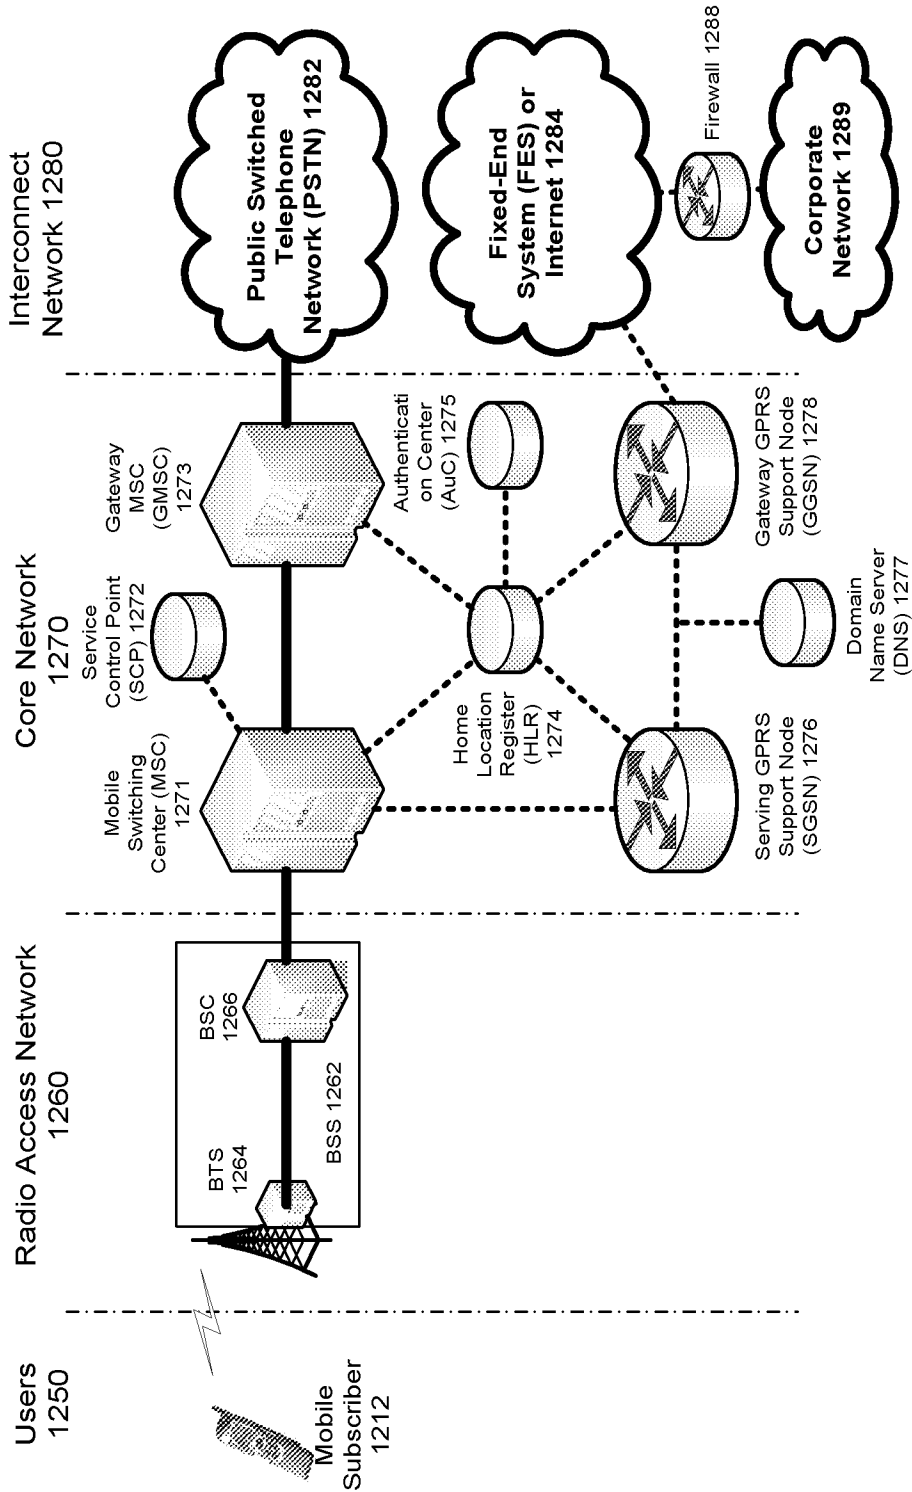 Users
1250
Radio Access Network
1260
Core Network
1270
Interconnect
Network 1280
Mobile
Subscriber
1212
BTS
1264
BSC
1266
BSS 1262
Mobile
Switching
Center (MSC)
1271
Service
Control Point
(SCP) 1272
Gateway
MSC
(GMSC)
1273
Public Switched
Telephone
Network (PSTN) 1282
Home
Location
Register
(HLR)
1274
Authenticati
on Center
(AuC) 1275
Fixed-End
System (FES) or
Internet 1284
Firewall 1288
Serving GPRS
Support Node
(SGSN) 1276
Domain
Name Server
(DNS) 1277
Gateway GPRS
Support Node
(GGSN) 1278
Corporate
Network 1289